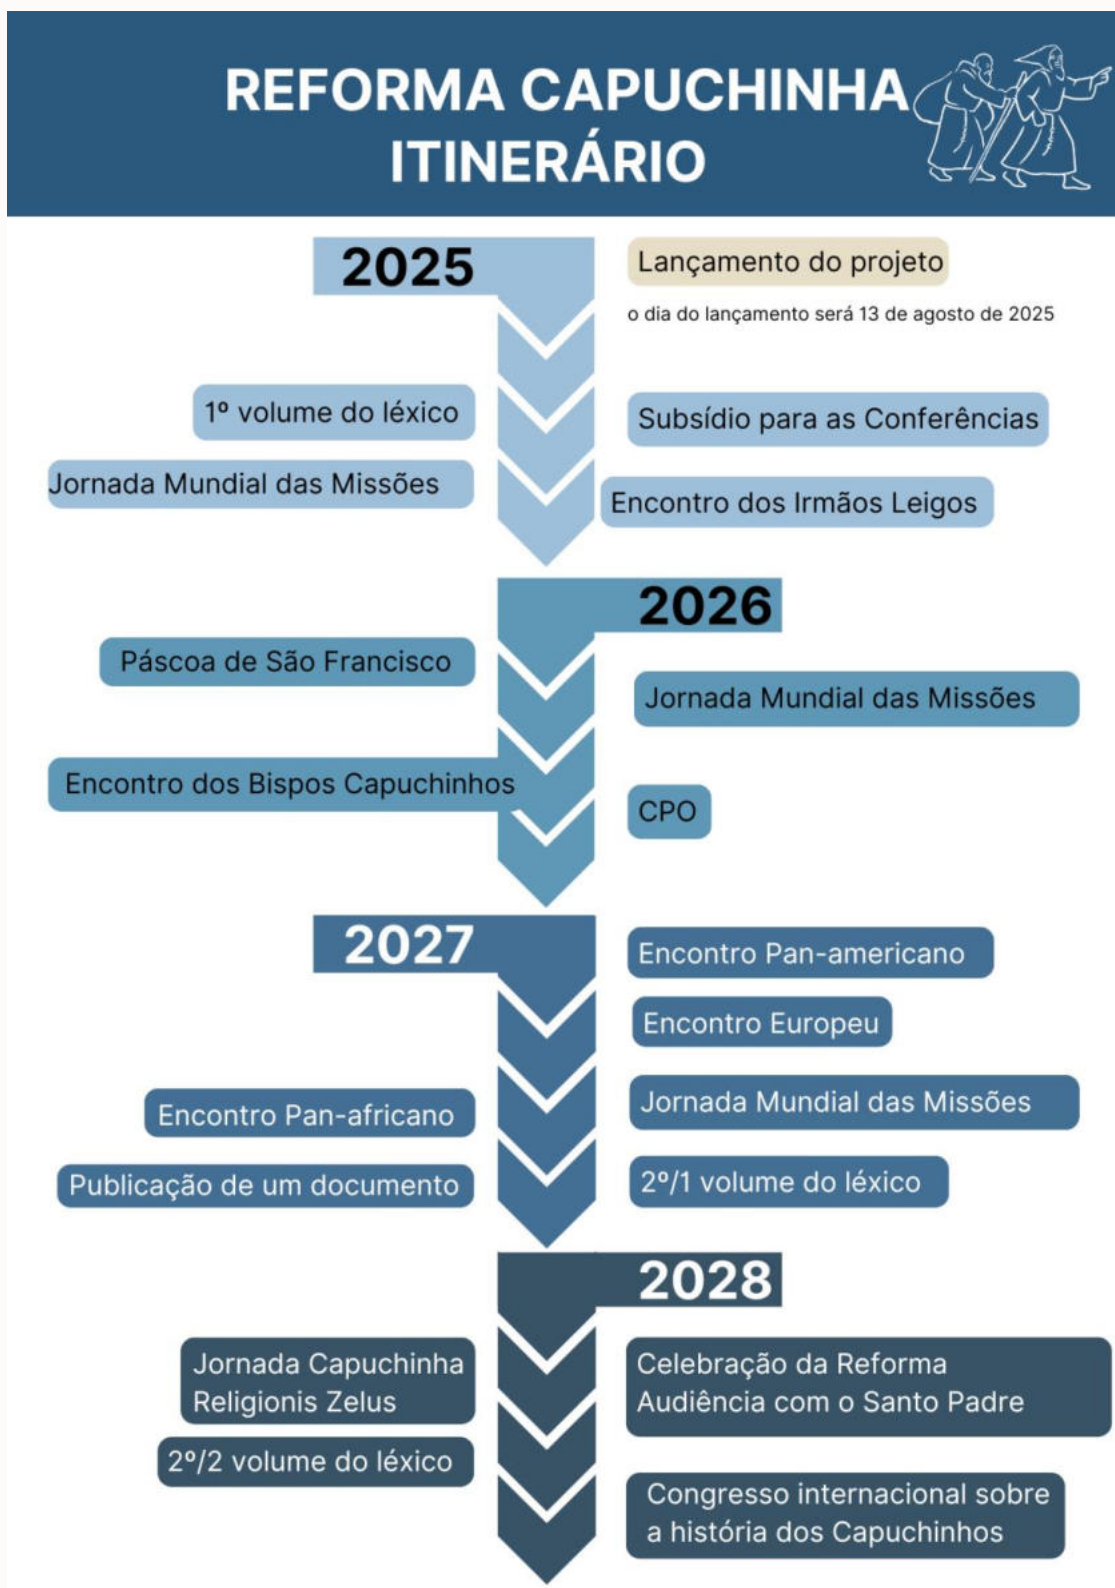 REFORMA CAPUCHINHA
ITINERÁRIO
2025
Lançamento do projeto
o dia do lançamento será 13 de agosto de 2025
1º volume do léxico
Subsídio para as Conferências
Jornada Mundial das Missões
Encontro dos Irmãos Leigos
2026
Páscoa de São Francisco
Jornada Mundial das Missões
Encontro dos Bispos Capuchinhos
CPO
2027
Encontro Pan-americano
Encontro Europeu
Encontro Pan-africano
Jornada Mundial das Missões
Publicação de um documento
2º/1 volume do léxico
2028
Jornada Capuchinha
Religionis Zelus
Celebração da Reforma
Audiência com o Santo Padre
2º/2 volume do léxico
Congresso internacional sobre
a história dos Capuchinhos